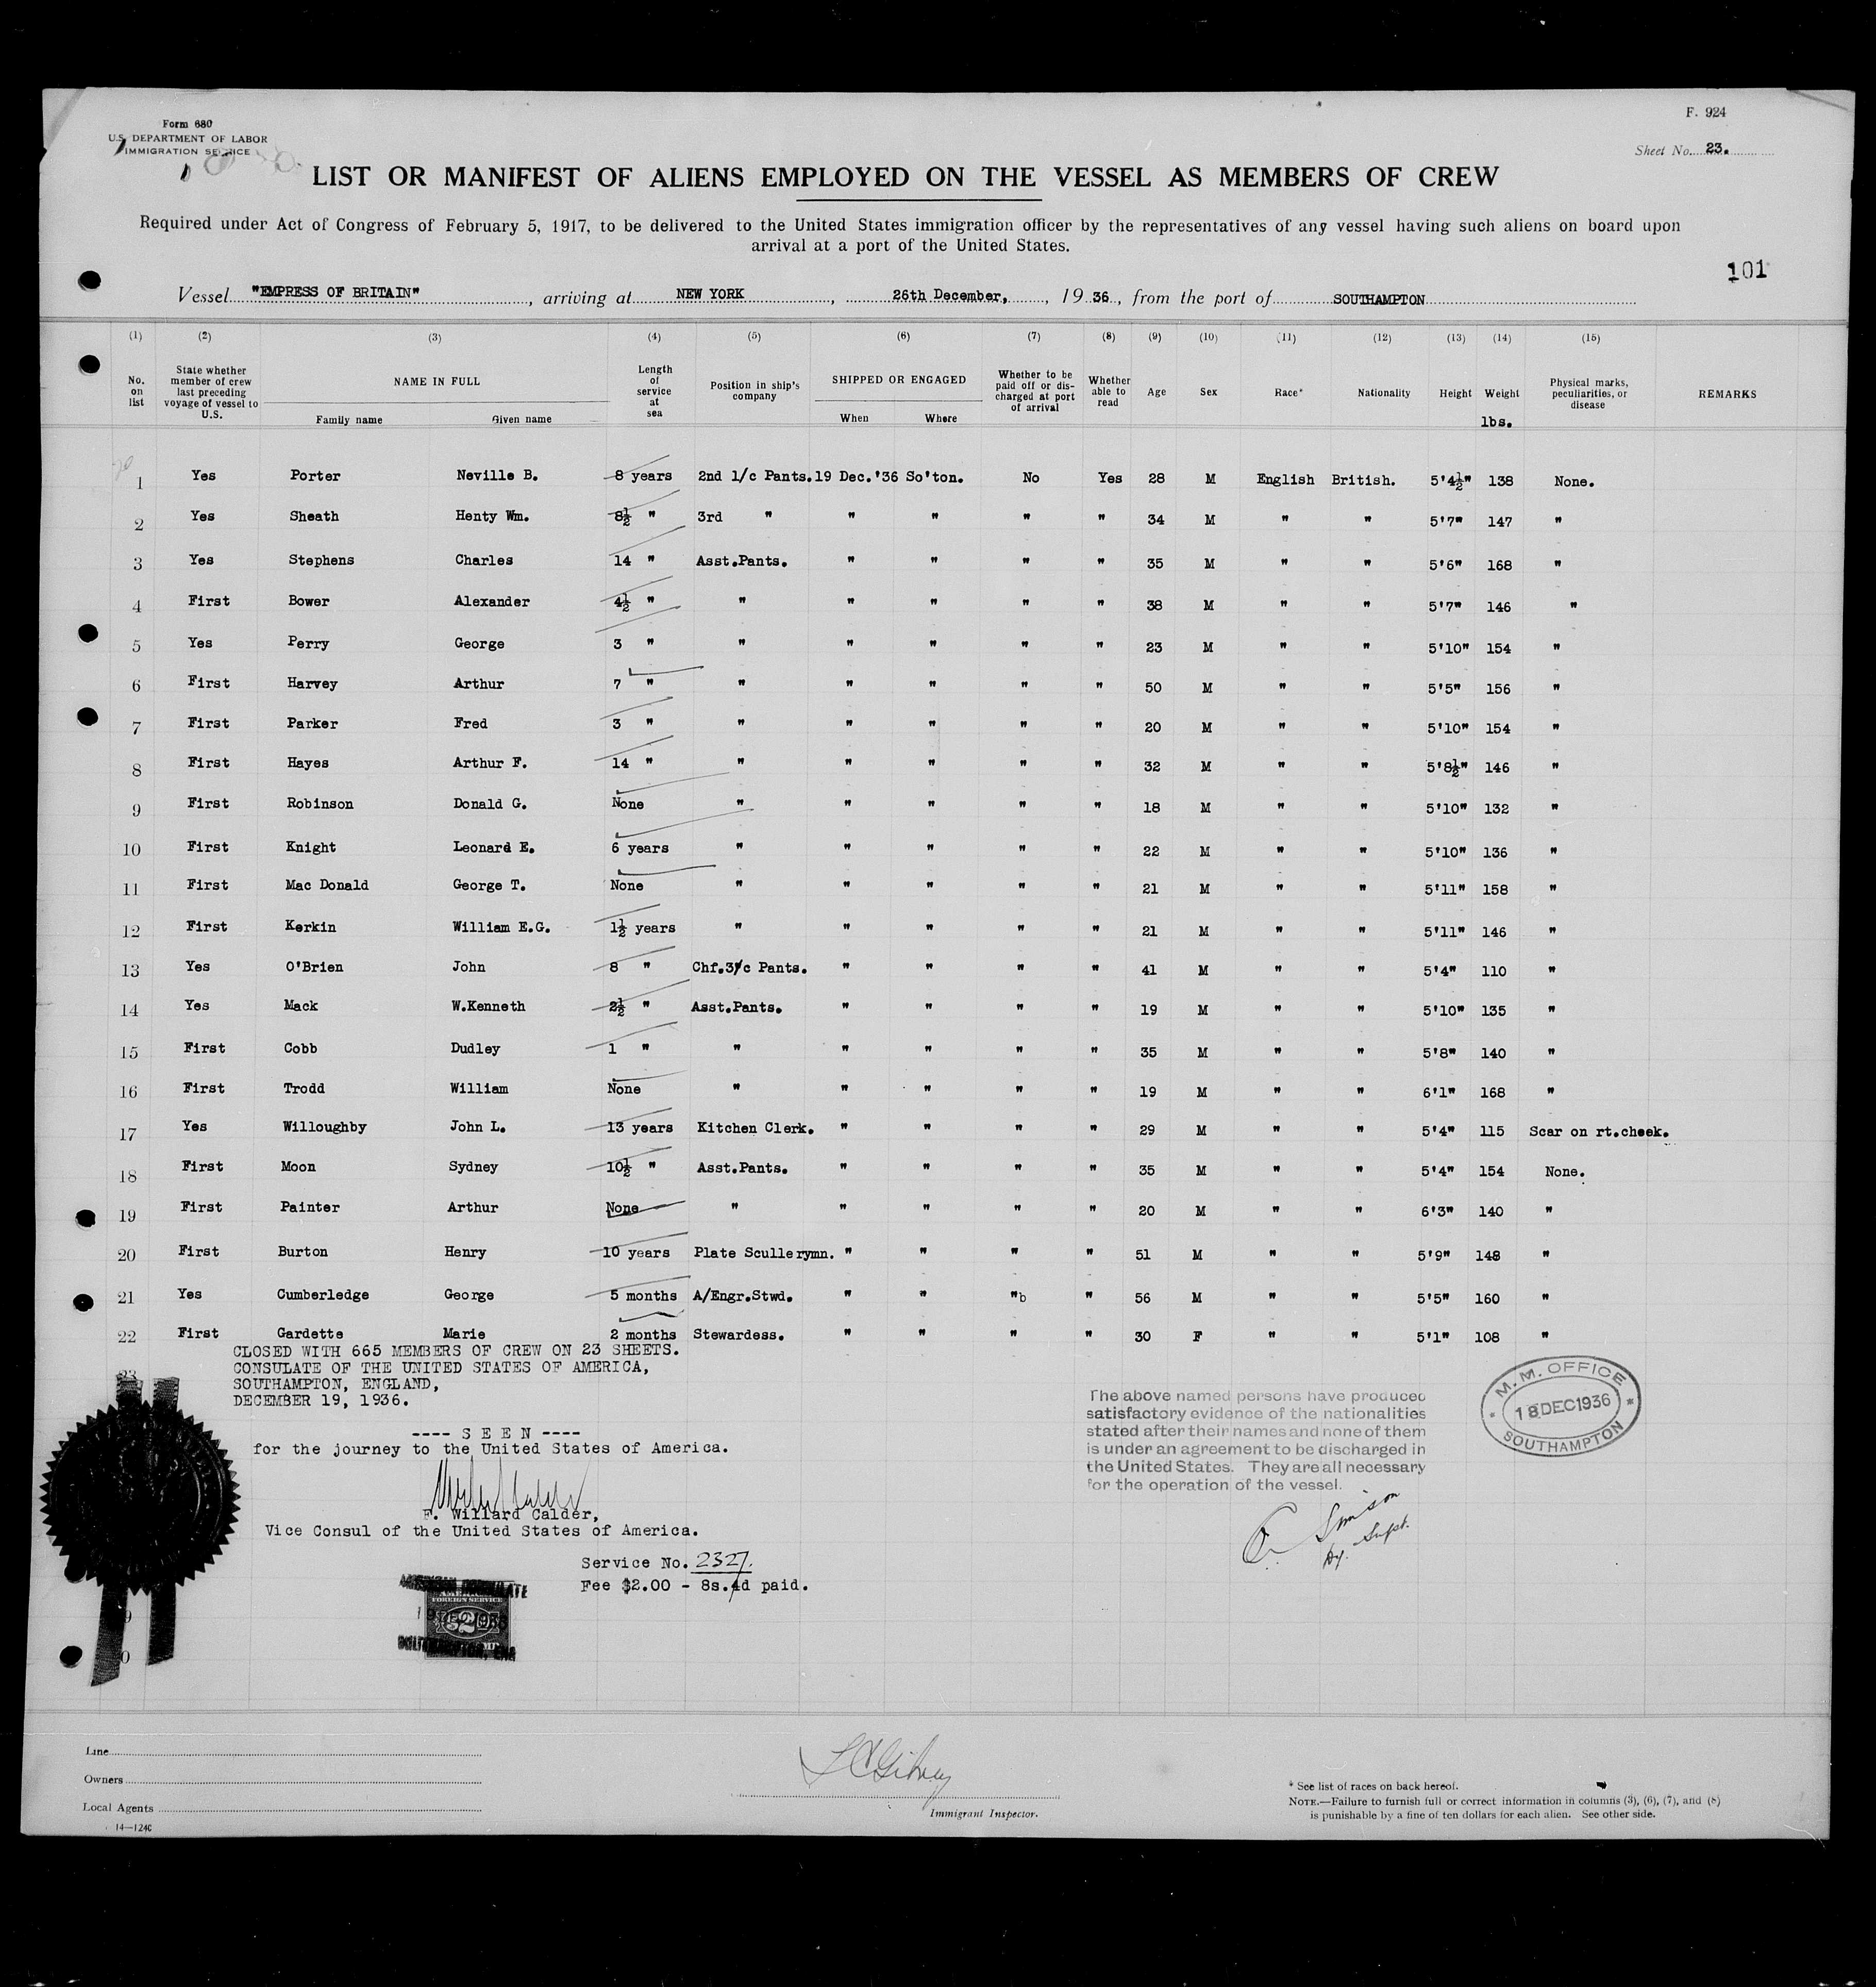 Form 680
U.S. DEPARTMENT OF LABOR
IMMIGRATION SERVICE
F. 924
Sheet No. 23.
LIST OR MANIFEST OF ALIENS EMPLOYED ON THE VESSEL AS MEMBERS OF CREW
Required under Act of Congress of February 5, 1917, to be delivered to the United States immigration officer by the representatives of any vessel having such aliens on board upon
arrival at a port of the United States.
101
Vessel "EMPRESS OF BRITAIN", arriving at NEW YORK, 26th December, 1936, from the port of SOUTHAMPTON
(1) (2) (3) (4) (5) (6) (7) (8) (9) (10) (11) (12) (13) (14) (15)
No. on list
State whether member of crew last preceding voyage of vessel to U.S.
NAME IN FULL
Family name
Given name
Length of service at sea
Position in ship's company
SHIPPED OR ENGAGED
When
Where
Whether to be paid off or discharged at port of arrival
Whether able to read
Age
Sex
Race*
Nationality
Height
Weight
lbs.
Physical marks, peculiarities, or disease
REMARKS
1 Yes Porter Neville B. 8 years 2nd 1/c Pants. 19 Dec.'36 So'ton. No Yes 28 M English British. 5'4½" 138 None.
2 Yes Sheath Henty Wm. 8½ " 3rd " " " " " 34 M " " 5'7" 147 "
3 Yes Stephens Charles 14 " Asst.Pants. " " " " 35 M " " 5'6" 168 "
4 First Bower Alexander 4½ " " " " " " 38 M " " 5'7" 146 "
5 Yes Perry George 3 " " " " " " 23 M " " 5'10" 154 "
6 First Harvey Arthur 7 " " " " " " 50 M " " 5'5" 156 "
7 First Parker Fred 3 " " " " " " 20 M " " 5'10" 154 "
8 First Hayes Arthur F. 14 " " " " " " 32 M " " 5'8½" 146 "
9 First Robinson Donald G. None " " " " " 18 M " " 5'10" 132 "
10 First Knight Leonard E. 6 years " " " " " 22 M " " 5'10" 136 "
11 First Mac Donald George T. None " " " " " 21 M " " 5'11" 158 "
12 First Kerkin William E.G. 1½ years " " " " " 21 M " " 5'11" 146 "
13 Yes O'Brien John 8 " Chf.3/c Pants. " " " " 41 M " " 5'4" 110 "
14 Yes Mack W.Kenneth 2½ " Asst.Pants. " " " " 19 M " " 5'10" 135 "
15 First Cobb Dudley 1 " " " " " " 35 M " " 5'8" 140 "
16 First Trodd William None " " " " " 19 M " " 6'1" 168 "
17 Yes Willoughby John L. 13 years Kitchen Clerk. " " " " 29 M " " 5'4" 115 Scar on rt.cheek.
18 First Moon Sydney 10½ " Asst.Pants. " " " " 35 M " " 5'4" 154 None.
19 First Painter Arthur None " " " " " 20 M " " 6'3" 140 "
20 First Burton Henry 10 years Plate Sculle rymn. " " " " 51 M " " 5'9" 148 "
21 Yes Cumberledge George 5 months A/Engr.Stwd. " " "b " 56 M " " 5'5" 160 "
22 First Gardette Marie 2 months Stewardess. " " " " 30 F " " 5'1" 108 "
CLOSED WITH 665 MEMBERS OF CREW ON 23 SHEETS.
CONSULATE OF THE UNITED STATES OF AMERICA,
SOUTHAMPTON, ENGLAND,
DECEMBER 19, 1936.
---- S E E N ----
for the journey to the United States of America.
F. Willard Calder,
Vice Consul of the United States of America.
Service No. 2327.
Fee $2.00 - 8s.4d paid.
The above named persons have produced
satisfactory evidence of the nationalities
stated after their names and none of them
is under an agreement to be discharged in
the United States. They are all necessary
for the operation of the vessel.
Dy. Supt.
M.M. OFFICE
18 DEC 1936
SOUTHAMPTON
FOREIGN SERVICE
Line
Owners
Local Agents
14—1240
Immigrant Inspector.
* See list of races on back hereof.
NOTE.—Failure to furnish full or correct information in columns (3), (6), (7), and (8)
is punishable by a fine of ten dollars for each alien. See other side.